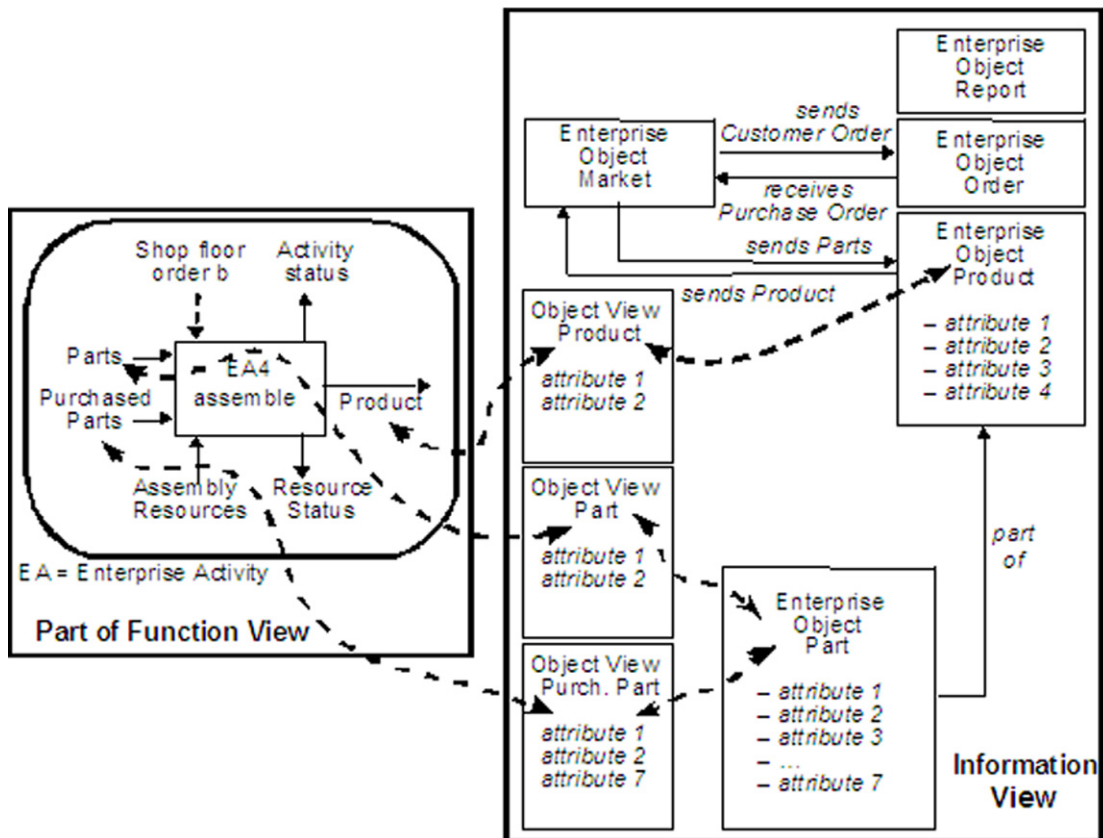 Shop floor
order b
Activity
status
Parts
EA4
assemble
Purchased
Parts
Product
Assembly
Resources
Resource
Status
EA = Enterprise Activity
Part of Function View
Enterprise
Object
Report
sends
Customer Order
Enterprise
Object
Market
Enterprise
Object
Order
receives
Purchase Order
sends Parts
sends Product
Enterprise
Object
Product
– attribute 1
– attribute 2
– attribute 3
– attribute 4
Object View
Product
attribute 1
attribute 2
Object View
Part
attribute 1
attribute 2
part
of
Object View
Purch. Part
attribute 1
attribute 2
attribute 7
Enterprise
Object
Part
– attribute 1
– attribute 2
– attribute 3
– ...
– attribute 7
Information
View